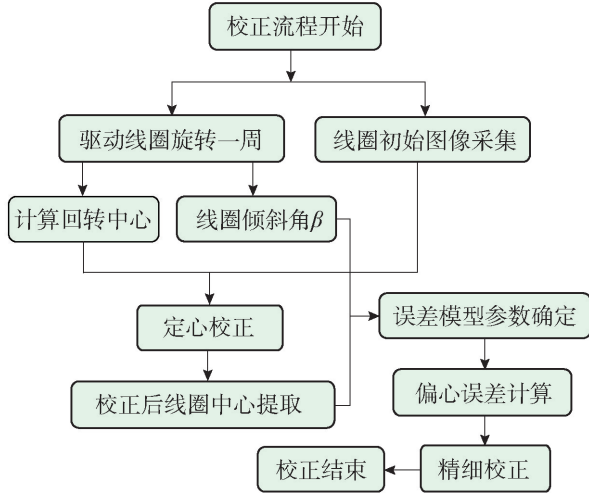 校正流程开始
驱动线圈旋转一周
线圈初始图像采集
计算回转中心
线圈倾斜角β
定心校正
误差模型参数确定
校正后线圈中心提取
偏心误差计算
校正结束
精细校正